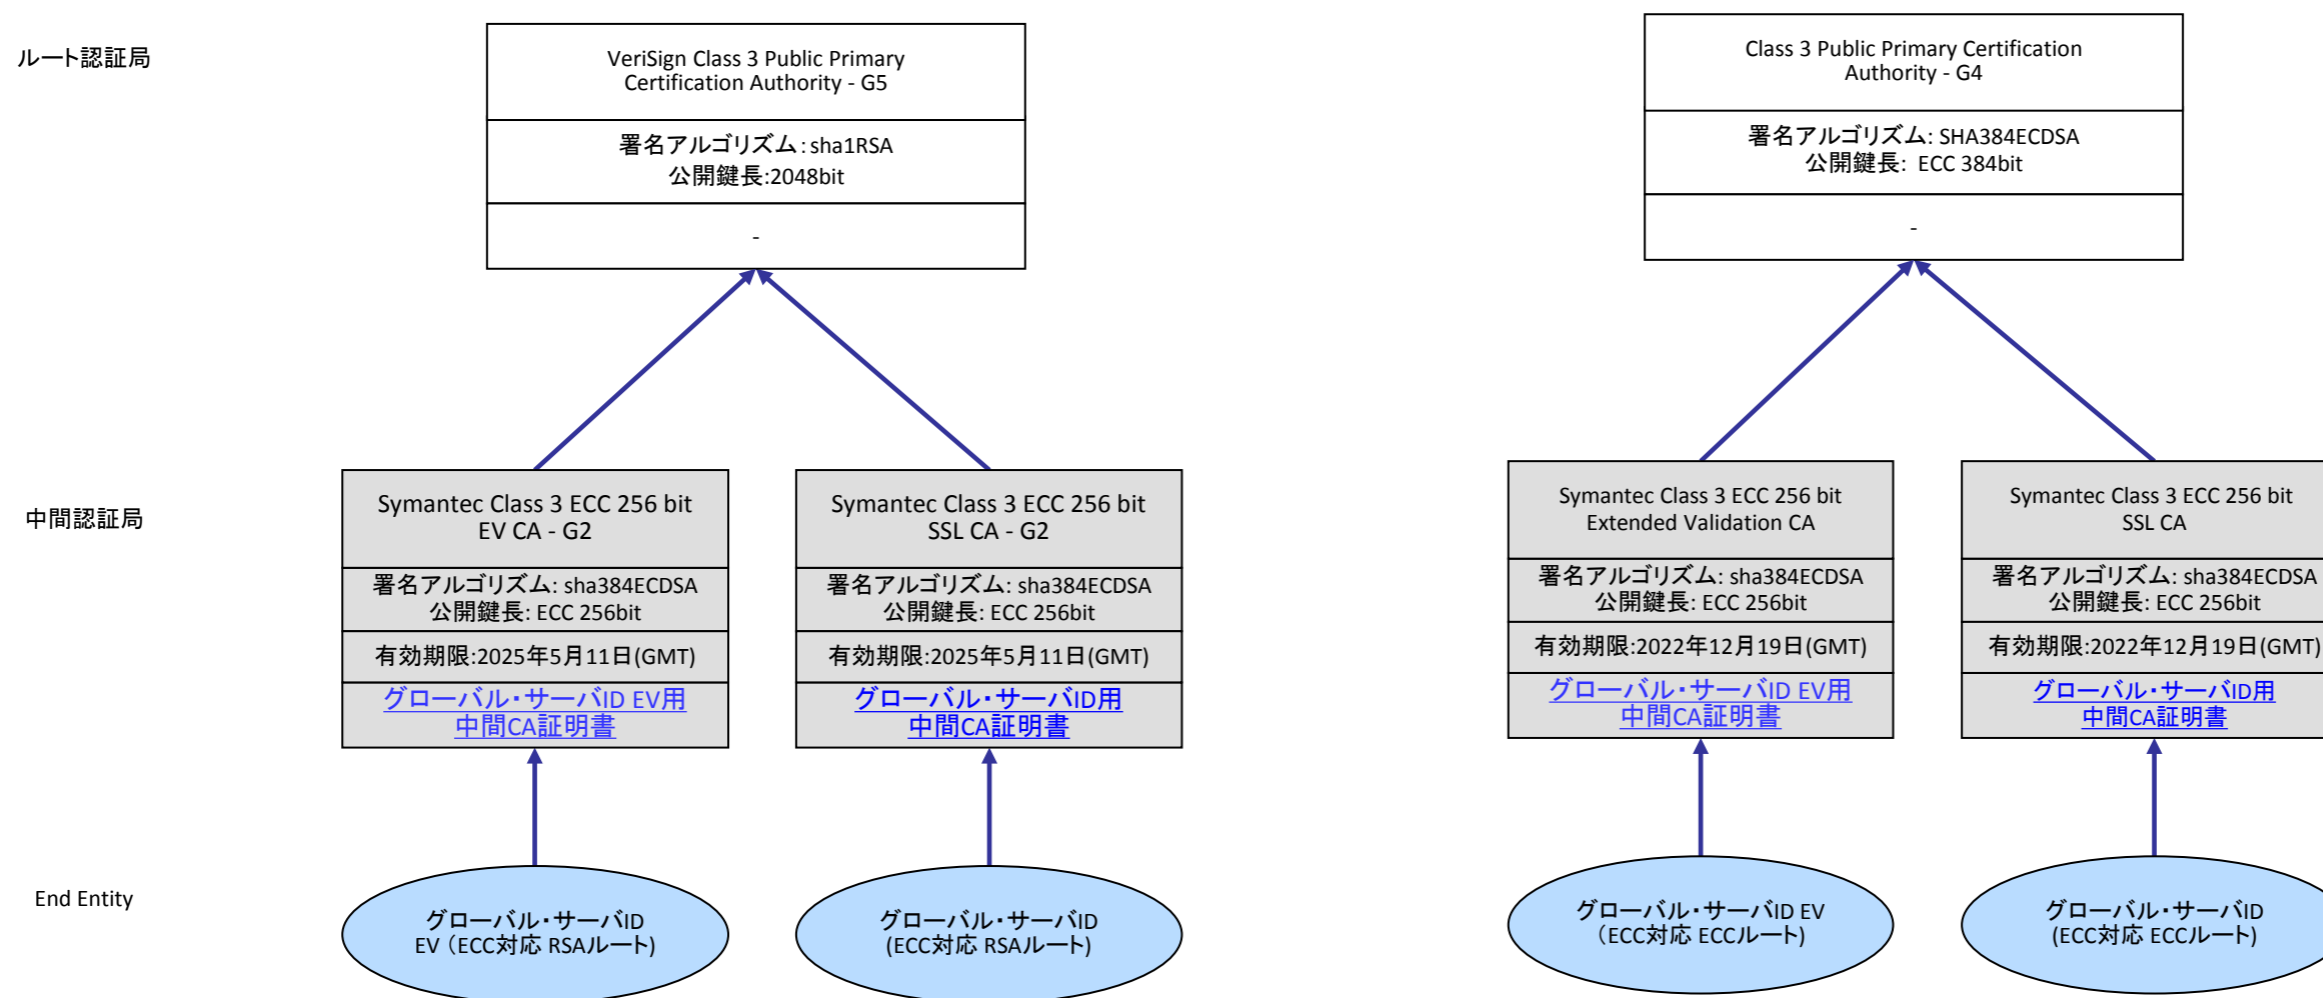 ルート認証局
VeriSign Class 3 Public Primary
Certification Authority - G5
署名アルゴリズム：sha1RSA
公開鍵長:2048bit
-
Class 3 Public Primary Certification
Authority - G4
署名アルゴリズム: SHA384ECDSA
公開鍵長: ECC 384bit
-
中間認証局
Symantec Class 3 ECC 256 bit
EV CA - G2
署名アルゴリズム: sha384ECDSA
公開鍵長: ECC 256bit
有効期限:2025年5月11日(GMT)
グローバル・サーバID EV用
中間CA証明書
Symantec Class 3 ECC 256 bit
SSL CA - G2
署名アルゴリズム: sha384ECDSA
公開鍵長: ECC 256bit
有効期限:2025年5月11日(GMT)
グローバル・サーバID用
中間CA証明書
Symantec Class 3 ECC 256 bit
Extended Validation CA
署名アルゴリズム: sha384ECDSA
公開鍵長: ECC 256bit
有効期限:2022年12月19日(GMT)
グローバル・サーバID EV用
中間CA証明書
Symantec Class 3 ECC 256 bit
SSL CA
署名アルゴリズム: sha384ECDSA
公開鍵長: ECC 256bit
有効期限:2022年12月19日(GMT)
グローバル・サーバID用
中間CA証明書
End Entity
グローバル・サーバID
EV（ECC対応 RSAルート)
グローバル・サーバID
(ECC対応 RSAルート)
グローバル・サーバID EV
（ECC対応 ECCルート)
グローバル・サーバID
(ECC対応 ECCルート)